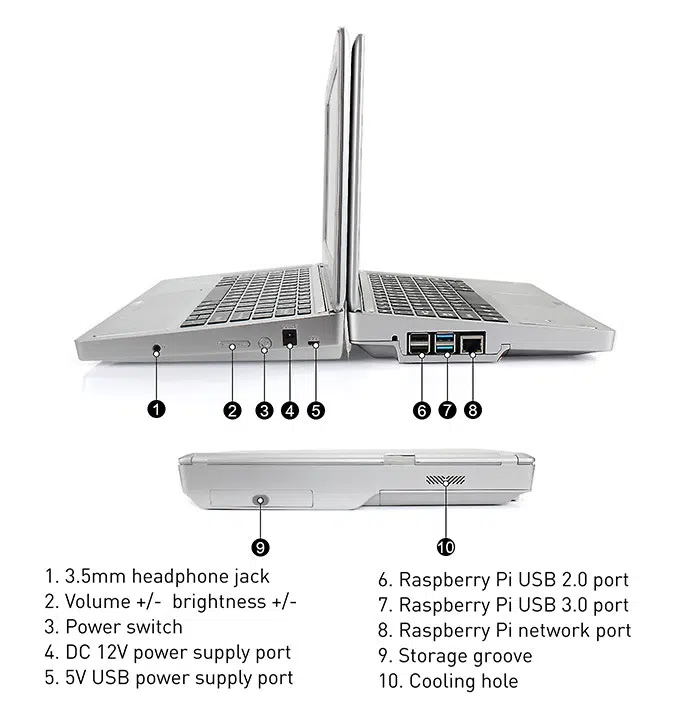 1 2 3 4 5 6 7 8
9 10
1. 3.5mm headphone jack
2. Volume +/-  brightness +/-
3. Power switch
4. DC 12V power supply port
5. 5V USB power supply port
6. Raspberry Pi USB 2.0 port
7. Raspberry Pi USB 3.0 port
8. Raspberry Pi network port
9. Storage groove
10. Cooling hole